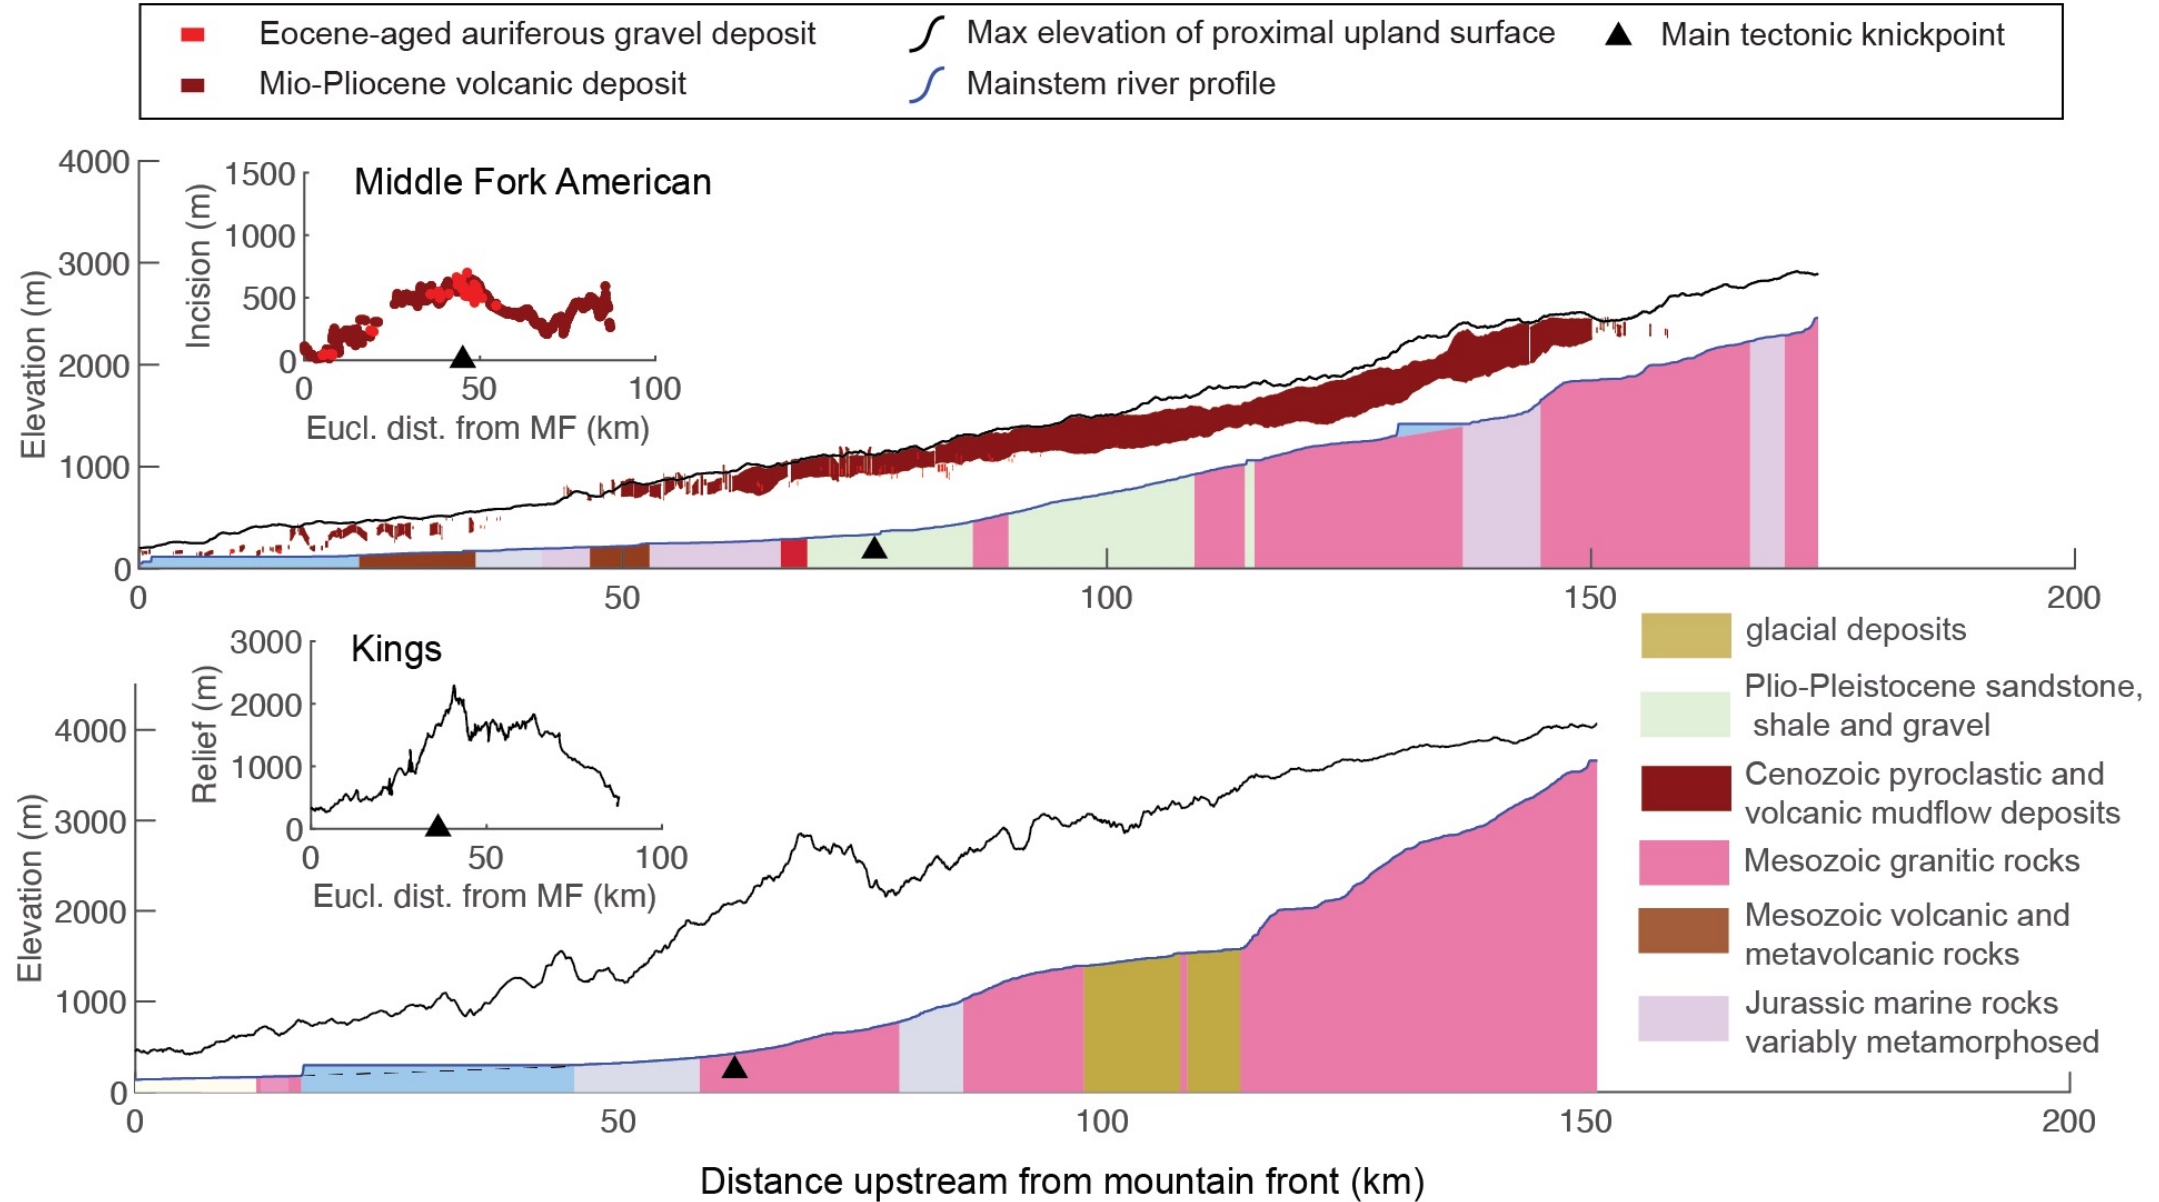 Eocene-aged auriferous gravel deposit
Max elevation of proximal upland surface
Main tectonic knickpoint
Mio-Pliocene volcanic deposit
Mainstem river profile
4000
3000
2000
1000
0
Elevation (m)
0
50
100
150
200
Middle Fork American
1500
1000
500
0
Incision (m)
0
50
100
Eucl. dist. from MF (km)
Kings
3000
2000
1000
0
Relief (m)
0
50
100
Eucl. dist. from MF (km)
4000
3000
2000
1000
0
Elevation (m)
0
50
100
150
200
Distance upstream from mountain front (km)
glacial deposits
Plio-Pleistocene sandstone,
shale and gravel
Cenozoic pyroclastic and
volcanic mudflow deposits
Mesozoic granitic rocks
Mesozoic volcanic and
metavolcanic rocks
Jurassic marine rocks
variably metamorphosed